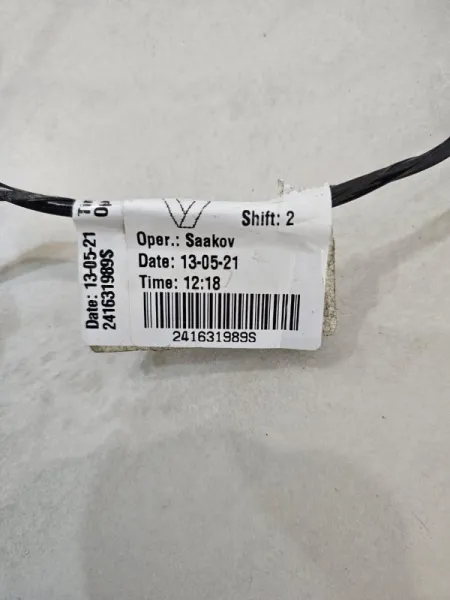 Shift: 2
Oper.: Saakov
Date: 13-05-21
Time: 12:18
241631989S
Date: 13-05-21
241631989S